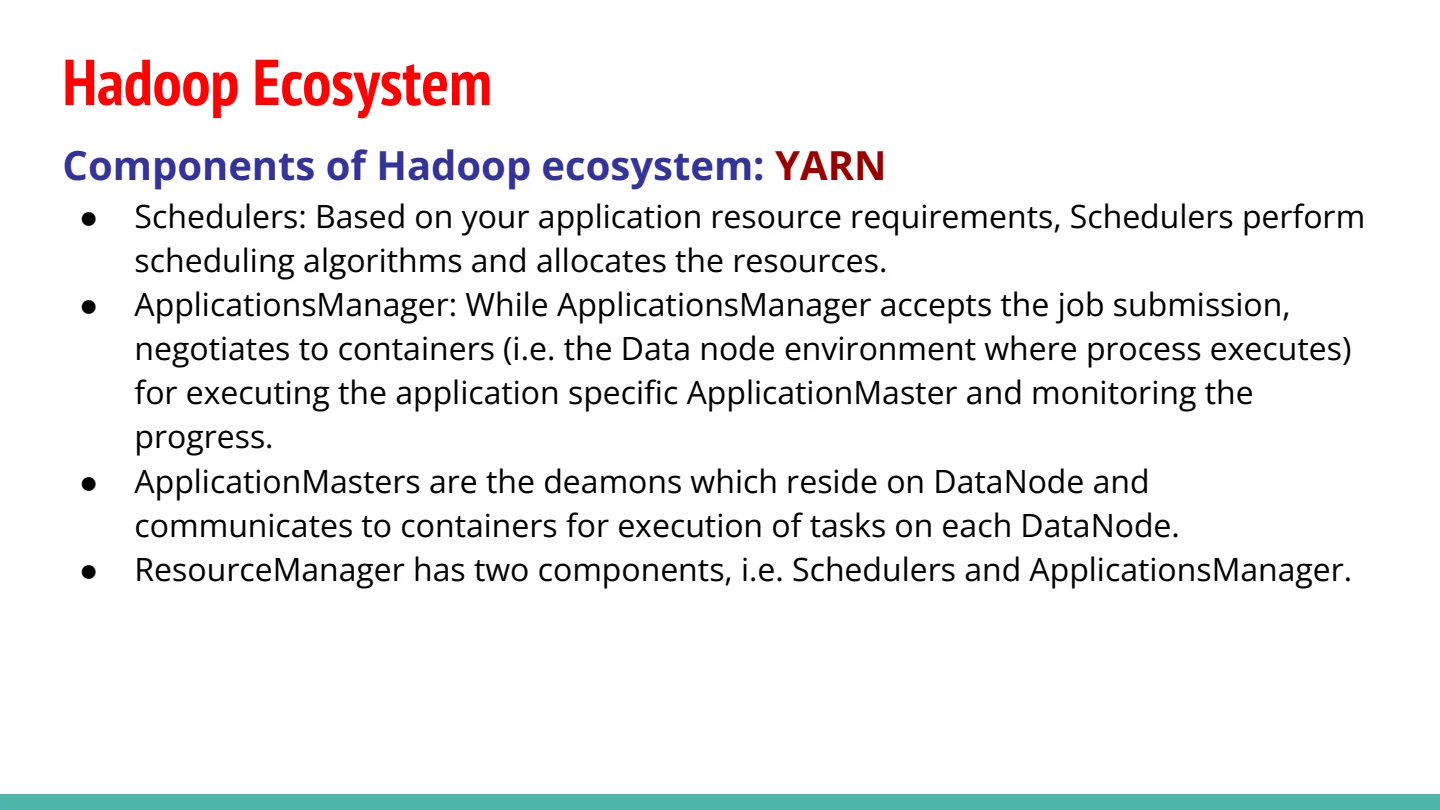 Hadoop Ecosystem
Components of Hadoop ecosystem: YARN
● Schedulers: Based on your application resource requirements, Schedulers perform
scheduling algorithms and allocates the resources.
● ApplicationsManager: While ApplicationsManager accepts the job submission,
negotiates to containers (i.e. the Data node environment where process executes)
for executing the application specific ApplicationMaster and monitoring the
progress.
● ApplicationMasters are the deamons which reside on DataNode and
communicates to containers for execution of tasks on each DataNode.
● ResourceManager has two components, i.e. Schedulers and ApplicationsManager.